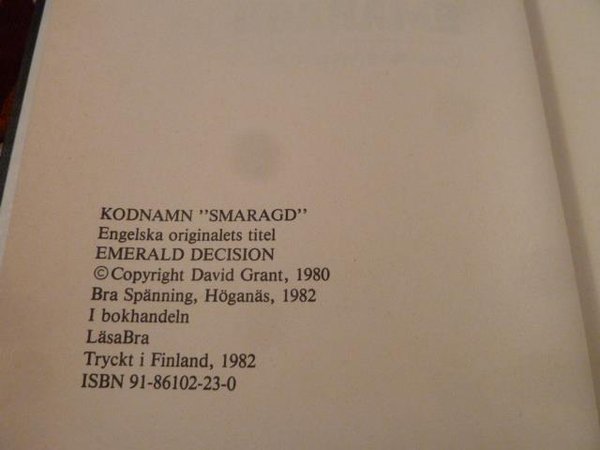 KODNAMN ”SMARAGD”
Engelska originalets titel
EMERALD DECISION
©Copyright David Grant, 1980
Bra Spänning, Höganäs, 1982
I bokhandeln
LäsaBra
Tryckt i Finland, 1982
ISBN 91-86102-23-0